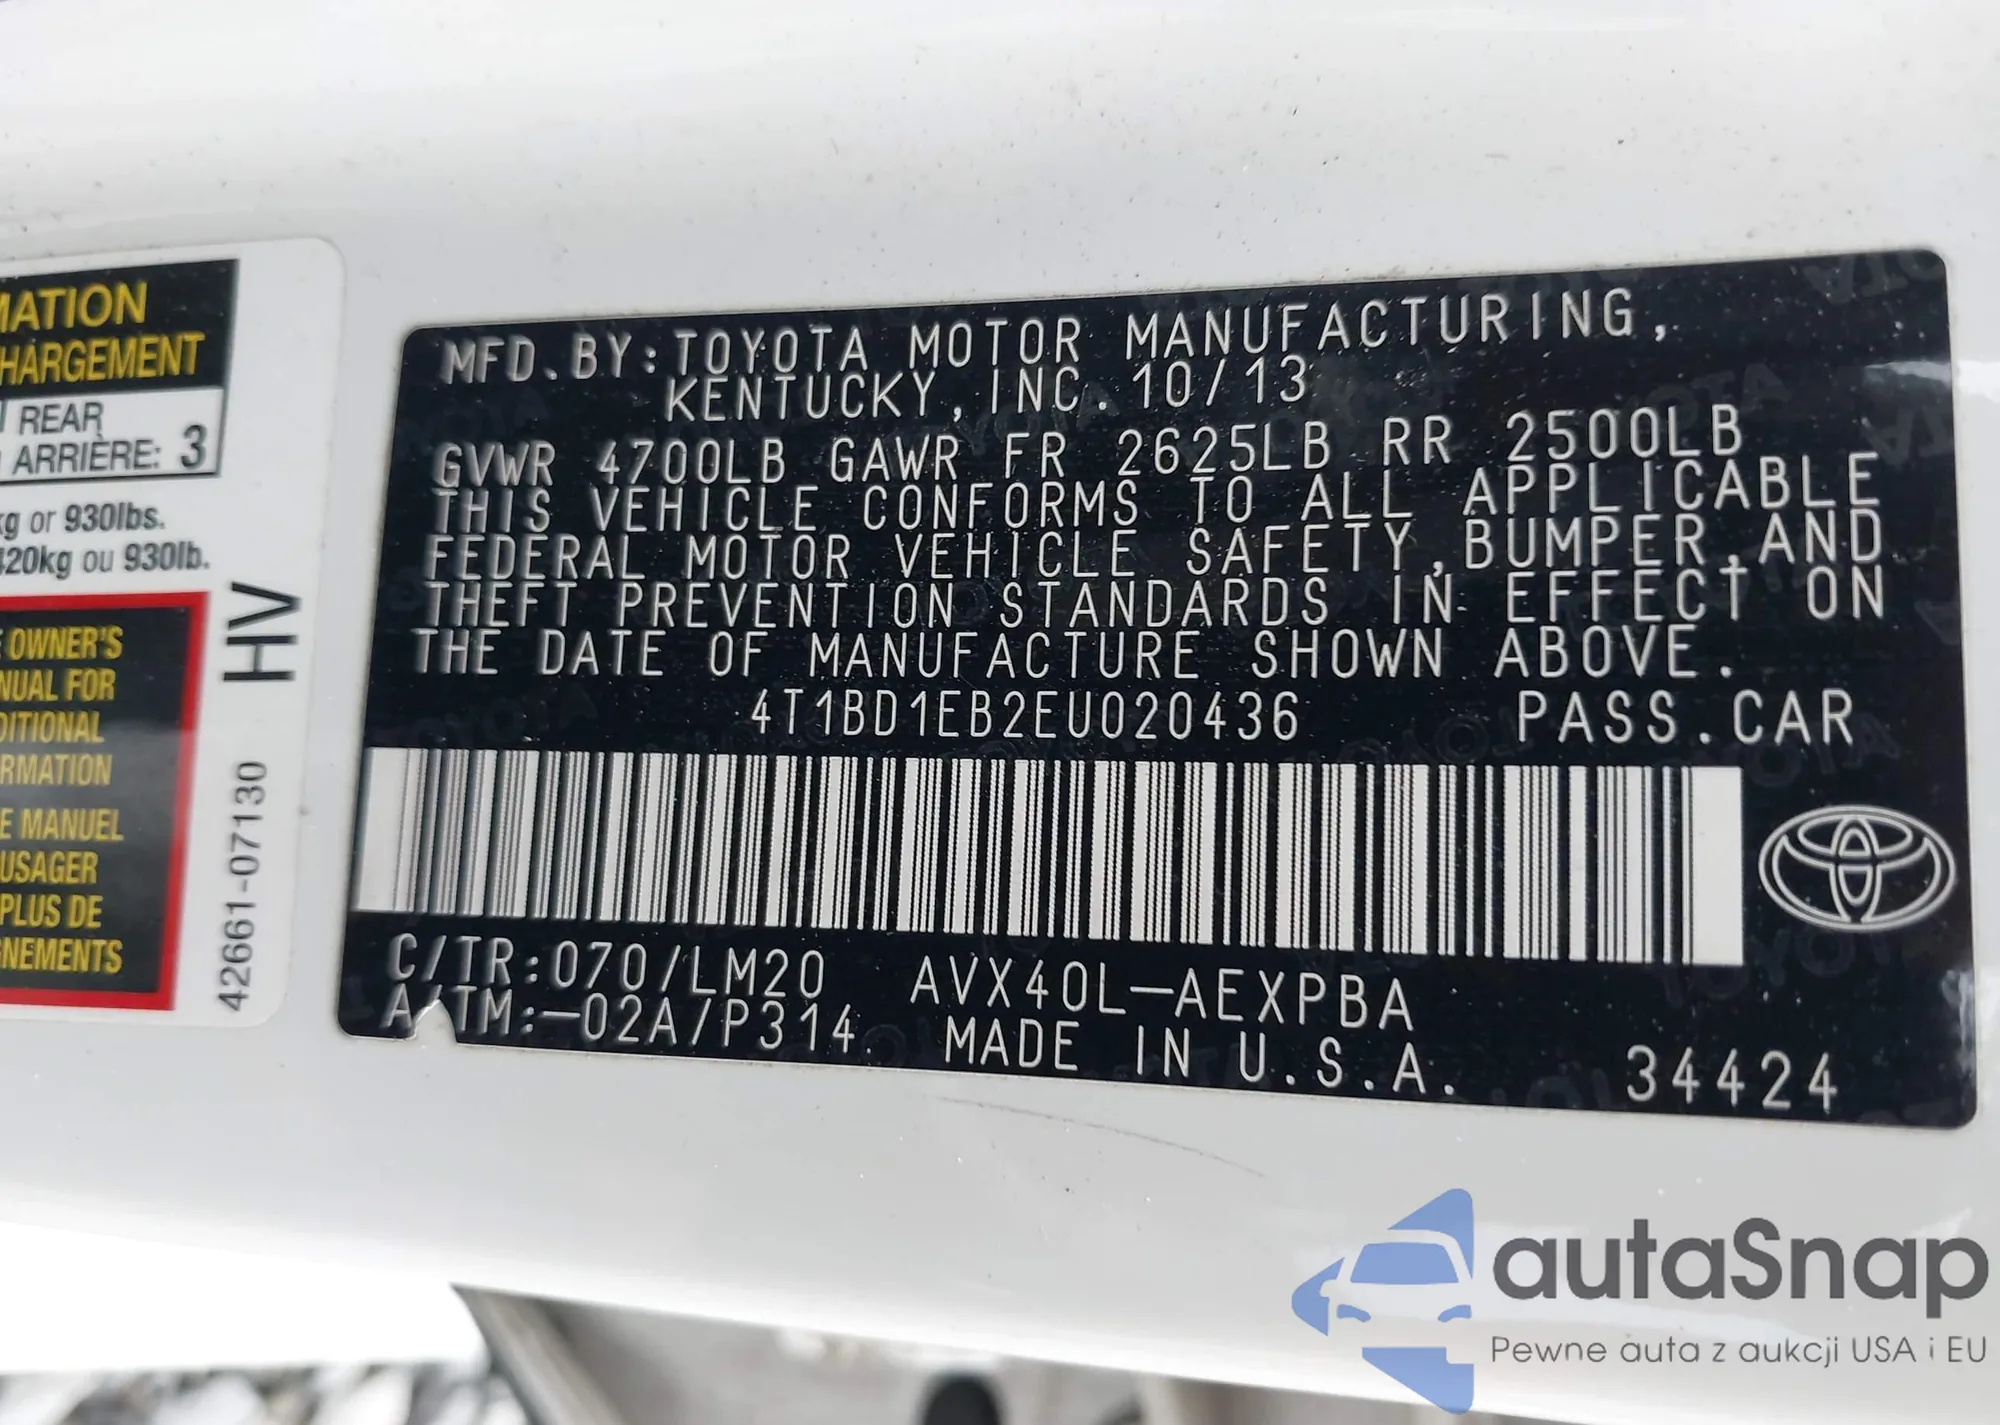 MATION
HARGEMENT
REAR
ARRIÈRE: 3
kg or 930lbs.
420kg ou 930lb.
OWNER'S
NUAL FOR
DITIONAL
RMATION
E MANUEL
USAGER
PLUS DE
GNEMENTS
HV
42661-07130
MFD.BY:TOYOTA MOTOR MANUFACTURING,
KENTUCKY,INC.10/13
GVWR 4700LB GAWR FR 2625LB RR 2500LB
THIS VEHICLE CONFORMS TO ALL APPLICABLE
FEDERAL MOTOR VEHICLE SAFETY,BUMPER,AND
THEFT PREVENTION STANDARDS IN EFFECT ON
THE DATE OF MANUFACTURE SHOWN ABOVE.
4T1BD1EB2EU020436 PASS.CAR
C/TR:070/LM20 AVX40L-AEXPBA
A/TM:-02A/P314 MADE IN U.S.A. 34424
autaSnap
Pewne auta z aukcji USA i EU